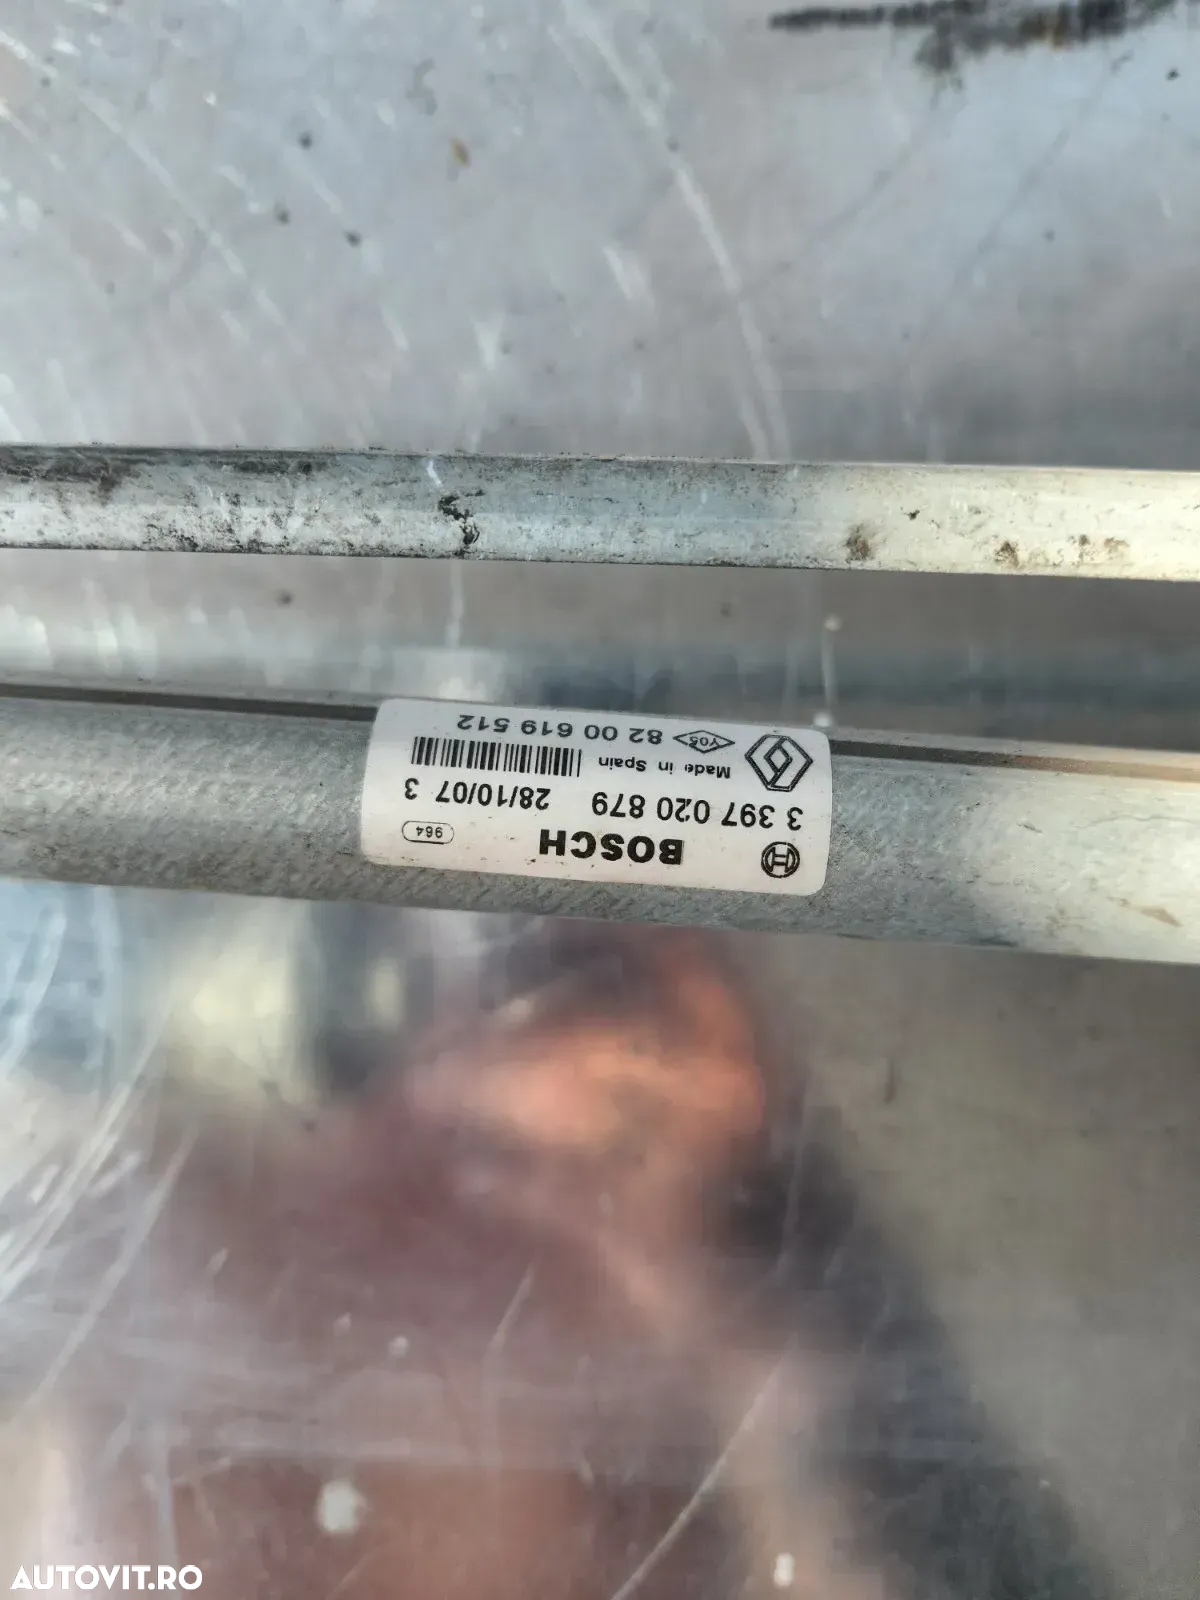 BOSCH 964
3 397 020 879 28/10/07 3
Made in Spain
Y05 82 00 619 512
AUTOVIT.RO